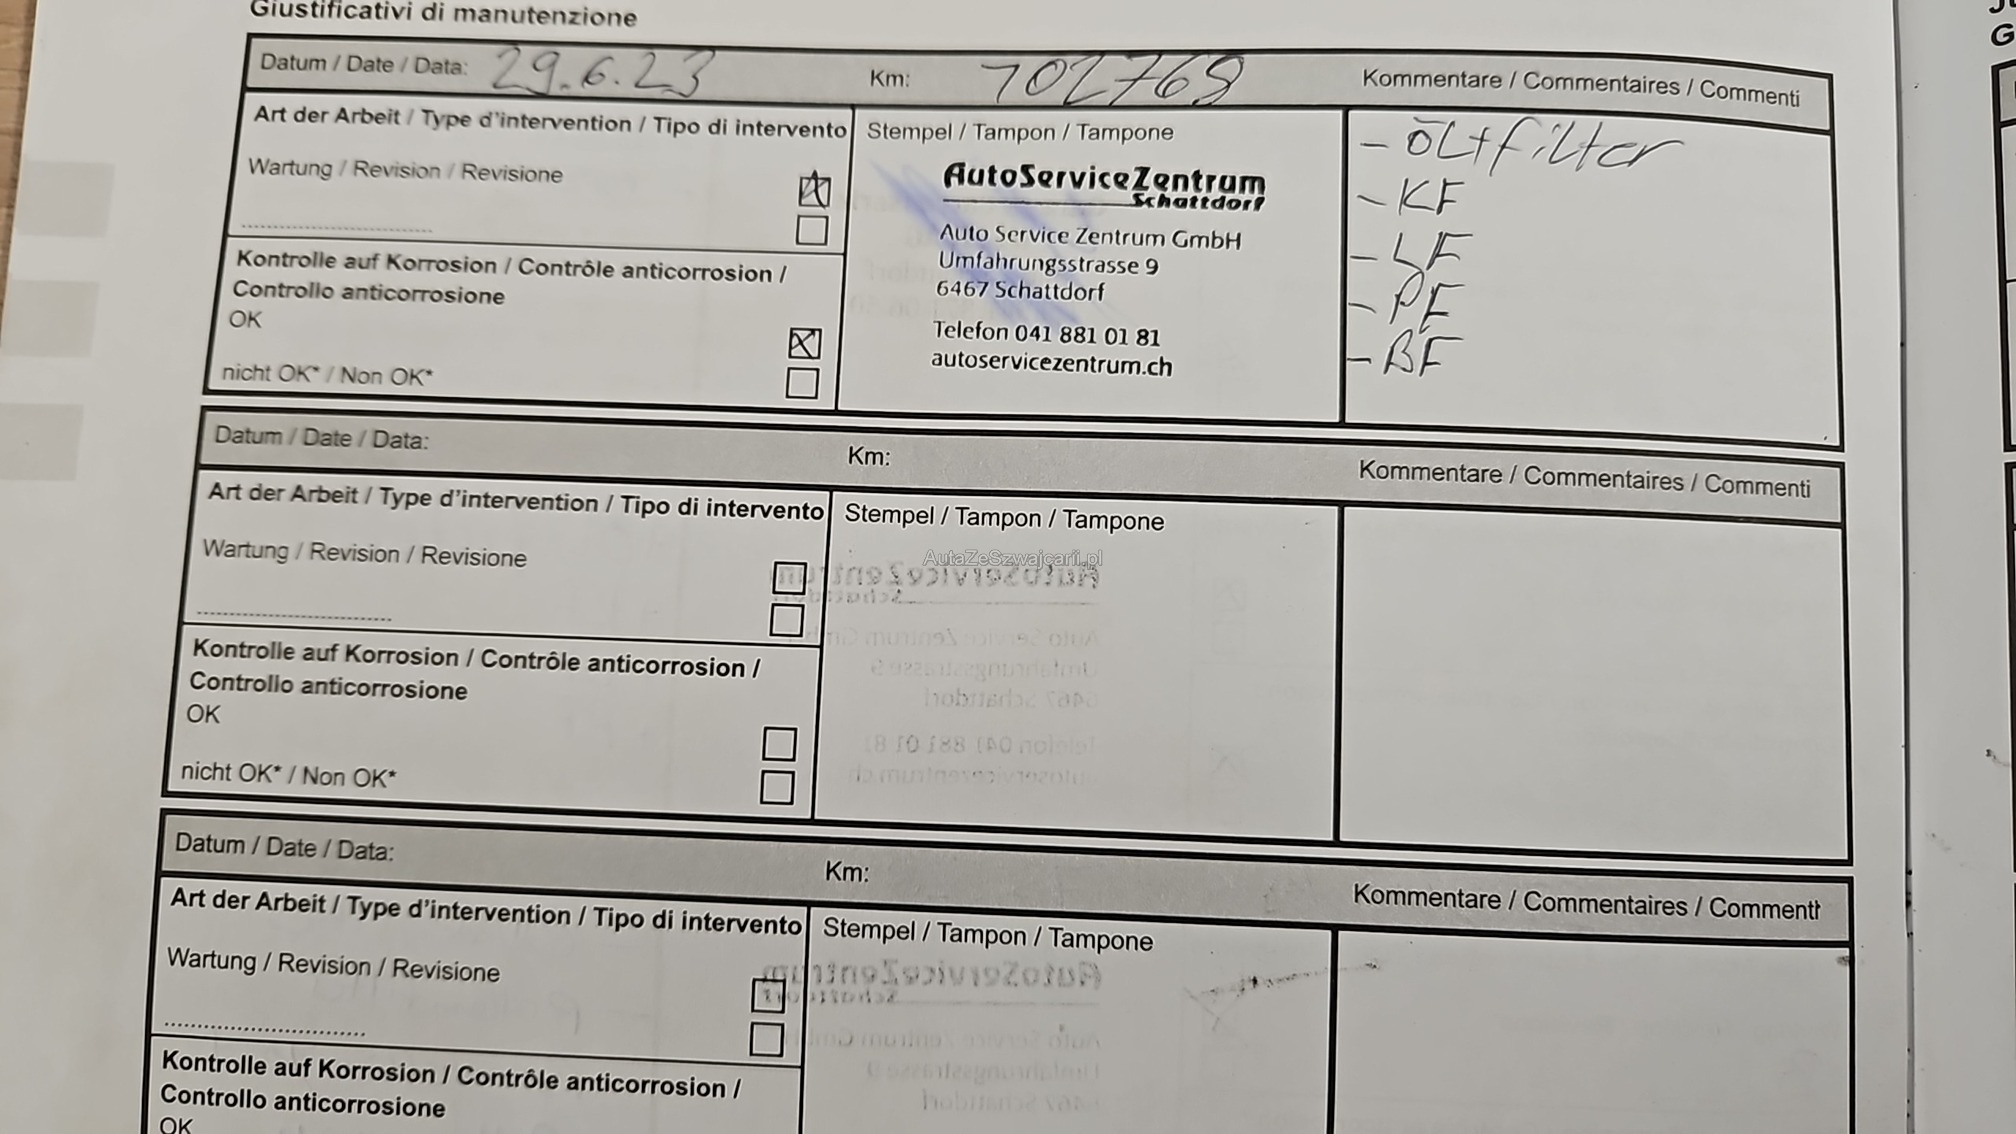 Giustificativi di manutenzione
Datum / Date / Data: 29.6.23 Km: 102768 Kommentare / Commentaires / Commenti
Art der Arbeit / Type d'intervention / Tipo di intervento
Wartung / Revision / Revisione
Kontrolle auf Korrosion / Contrôle anticorrosion /
Controllo anticorrosione
OK
nicht OK* / Non OK*
Stempel / Tampon / Tampone
AutoServiceZentrum
Schattdorf
Auto Service Zentrum GmbH
Umfahrungsstrasse 9
6467 Schattdorf
Telefon 041 881 01 81
autoservicezentrum.ch
- Öl+filter
- KF
- LF
- PF
- BF
Datum / Date / Data: Km: Kommentare / Commentaires / Commenti
Art der Arbeit / Type d'intervention / Tipo di intervento
Wartung / Revision / Revisione
Kontrolle auf Korrosion / Contrôle anticorrosion /
Controllo anticorrosione
OK
nicht OK* / Non OK*
Stempel / Tampon / Tampone
AutaZeSzwajcarii.pl
Datum / Date / Data: Km: Kommentare / Commentaires / Commenti
Art der Arbeit / Type d'intervention / Tipo di intervento
Wartung / Revision / Revisione
Kontrolle auf Korrosion / Contrôle anticorrosion /
Controllo anticorrosione
OK
Stempel / Tampon / Tampone